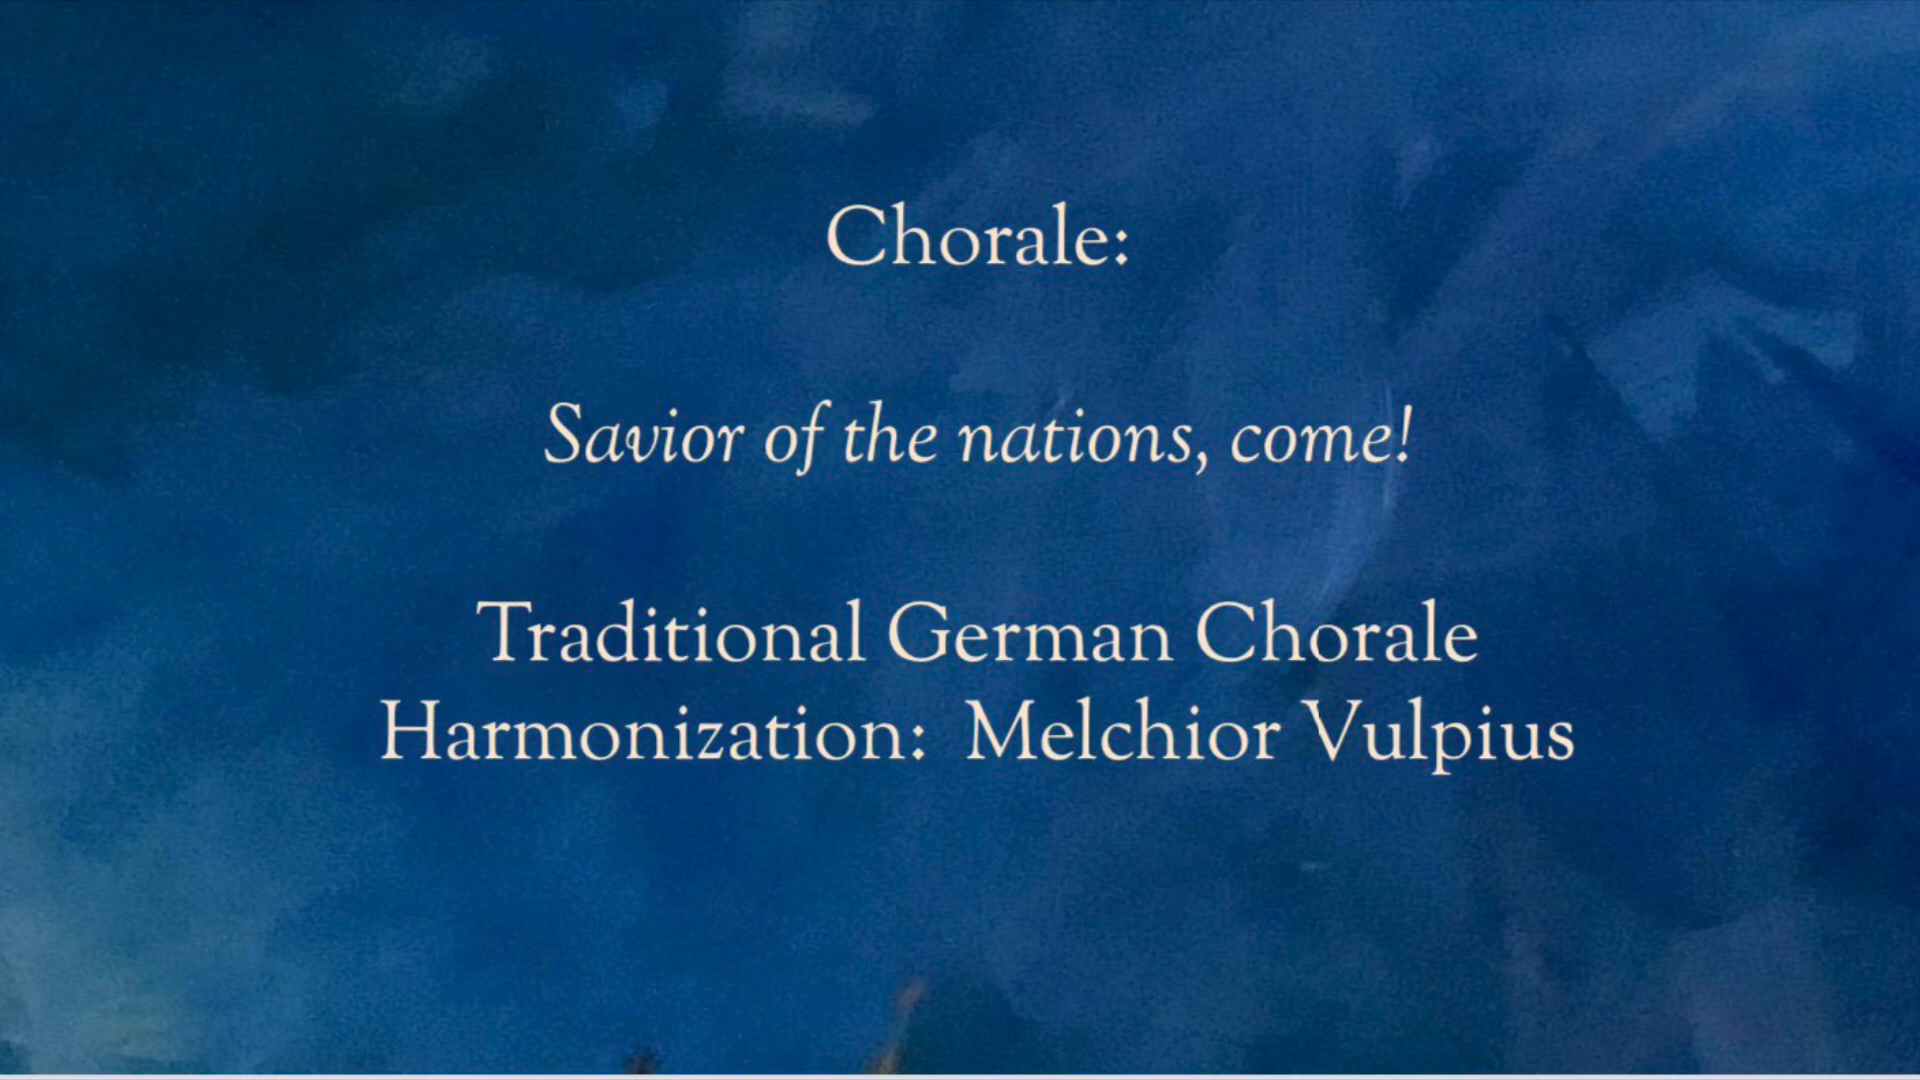 Chorale:
Savior of the nations, come!
Traditional German Chorale
Harmonization: Melchior Vulpius